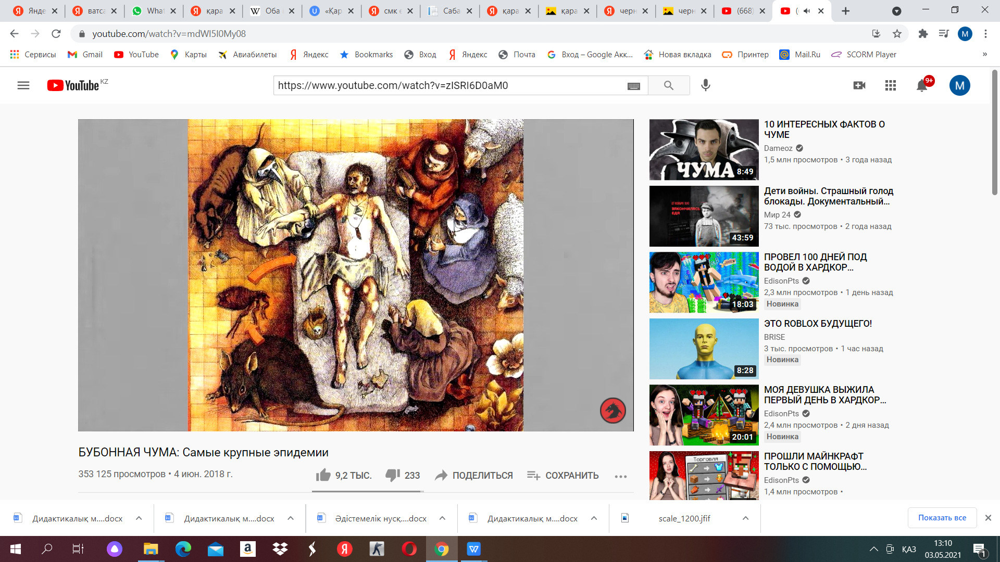 Янде
ватса
What
қара
Оба
«Қар
смк е
Саба
қара
қара
черн
черн
(668)
youtube.com/watch?v=mdWI5I0My08
M
Сервисы
Gmail
YouTube
Карты
Авиабилеты
Яндекс
Bookmarks
Вход
Яндекс
Почта
Вход – Google Акк...
Новая вкладка
Принтер
Mail.Ru
SCORM Player
»
YouTube KZ
https://www.youtube.com/watch?v=zISRI6D0aM0
9+
M
10 ИНТЕРЕСНЫХ ФАКТОВ О
ЧУМЕ
Dameoz
1,5 млн просмотров • 3 года назад
ЧУМА
8:49
Дети войны. Страшный голод
блокады. Документальный...
Мир 24
73 тыс. просмотров • 2 года назад
ЗАКОНЧИЛАСЬ
ЕДА
43:59
ПРОВЕЛ 100 ДНЕЙ ПОД
ВОДОЙ В ХАРДКОР...
EdisonPts
2,3 млн просмотров • 1 день назад
Новинка
18:03
ЭТО ROBLOX БУДУЩЕГО!
BRISE
3 тыс. просмотров • 1 час назад
Новинка
8:28
МОЯ ДЕВУШКА ВЫЖИЛА
ПЕРВЫЙ ДЕНЬ В ХАРДКОР...
EdisonPts
2,4 млн просмотров • 2 дня назад
Новинка
20:01
ПРОШЛИ МАЙНКРАФТ
ТОЛЬКО С ПОМОЩЬЮ...
EdisonPts
1,4 млн просмотров •
Торговля
БУБОННАЯ ЧУМА: Самые крупные эпидемии
353 125 просмотров • 4 июн. 2018 г.
9,2 ТЫС.
233
ПОДЕЛИТЬСЯ
СОХРАНИТЬ
Дидактикалық м....docx
Дидактикалық м....docx
Әдістемелік нұсқ....docx
Дидактикалық м....docx
scale_1200.jfif
Показать все
ҚАЗ
13:10
03.05.2021
1